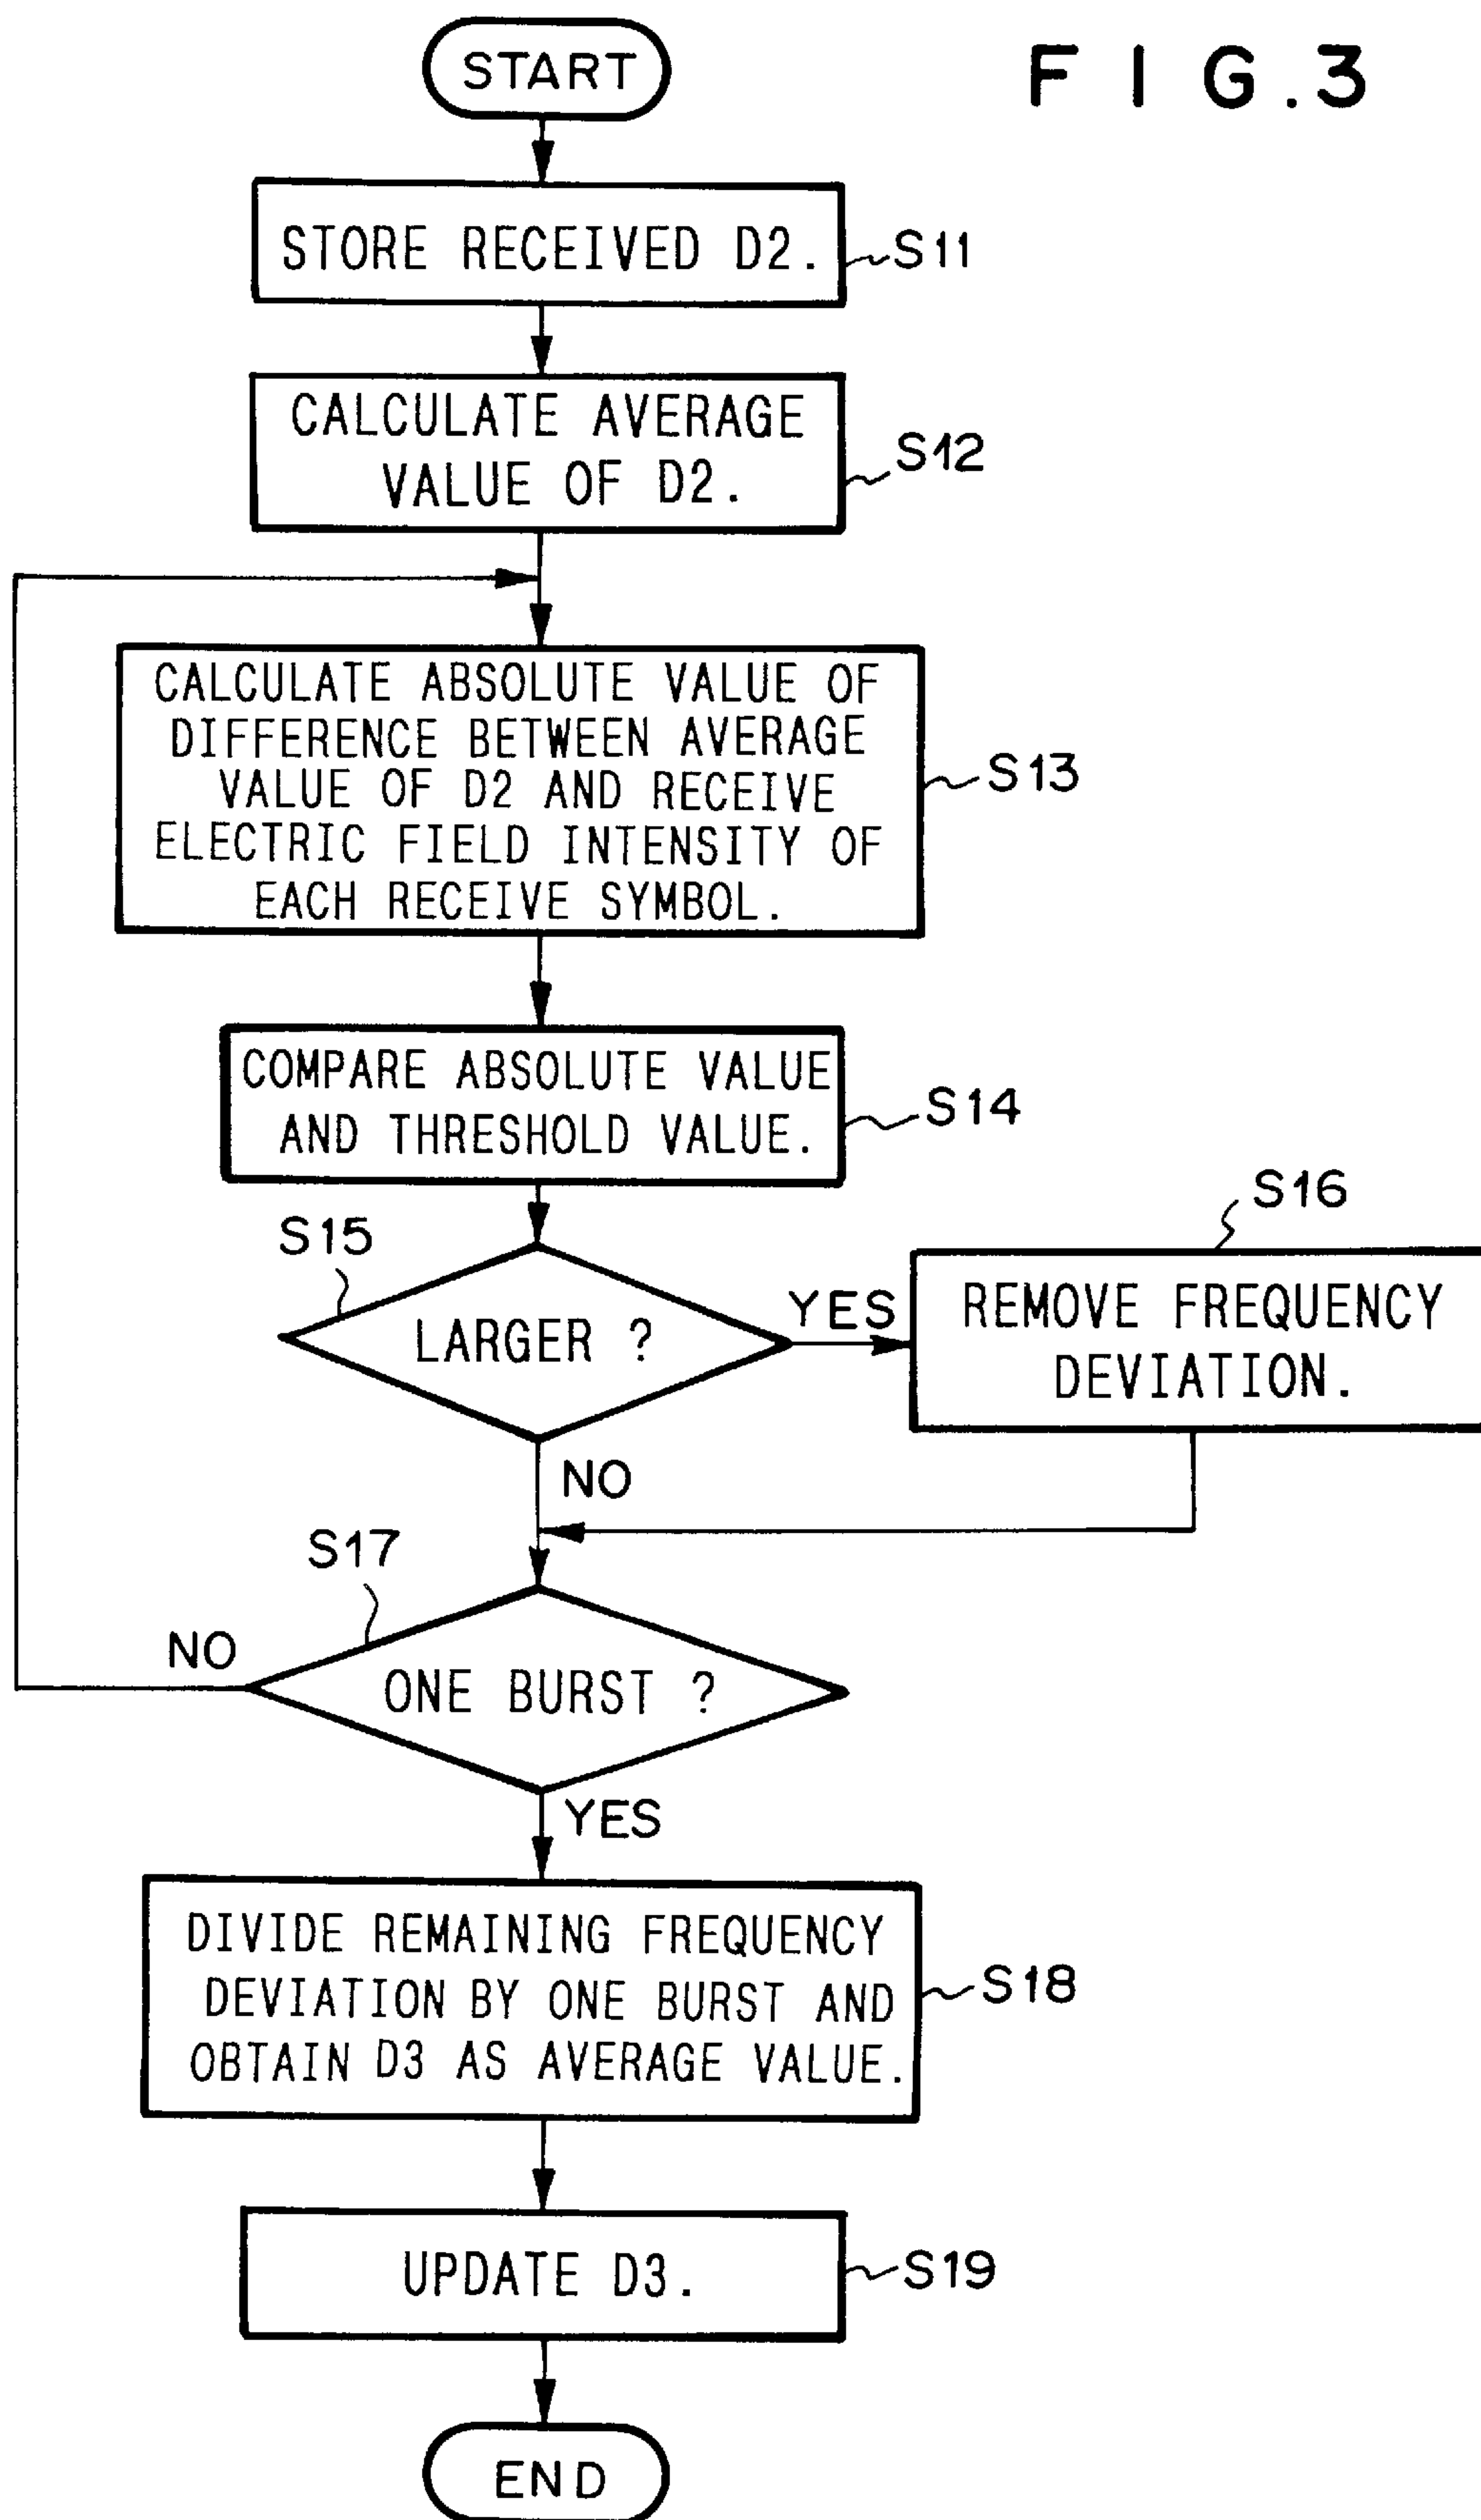 START
F I G.3
STORE RECEIVED D2.
S11
CALCULATE AVERAGE
VALUE OF D2.
S12
CALCULATE ABSOLUTE VALUE OF
DIFFERENCE BETWEEN AVERAGE
VALUE OF D2 AND RECEIVE
ELECTRIC FIELD INTENSITY OF
EACH RECEIVE SYMBOL.
S13
COMPARE ABSOLUTE VALUE
AND THRESHOLD VALUE.
S14
S15
LARGER ?
YES
S16
REMOVE FREQUENCY
DEVIATION.
NO
S17
NO
ONE BURST ?
YES
DIVIDE REMAINING FREQUENCY
DEVIATION BY ONE BURST AND
OBTAIN D3 AS AVERAGE VALUE.
S18
UPDATE D3.
S19
END